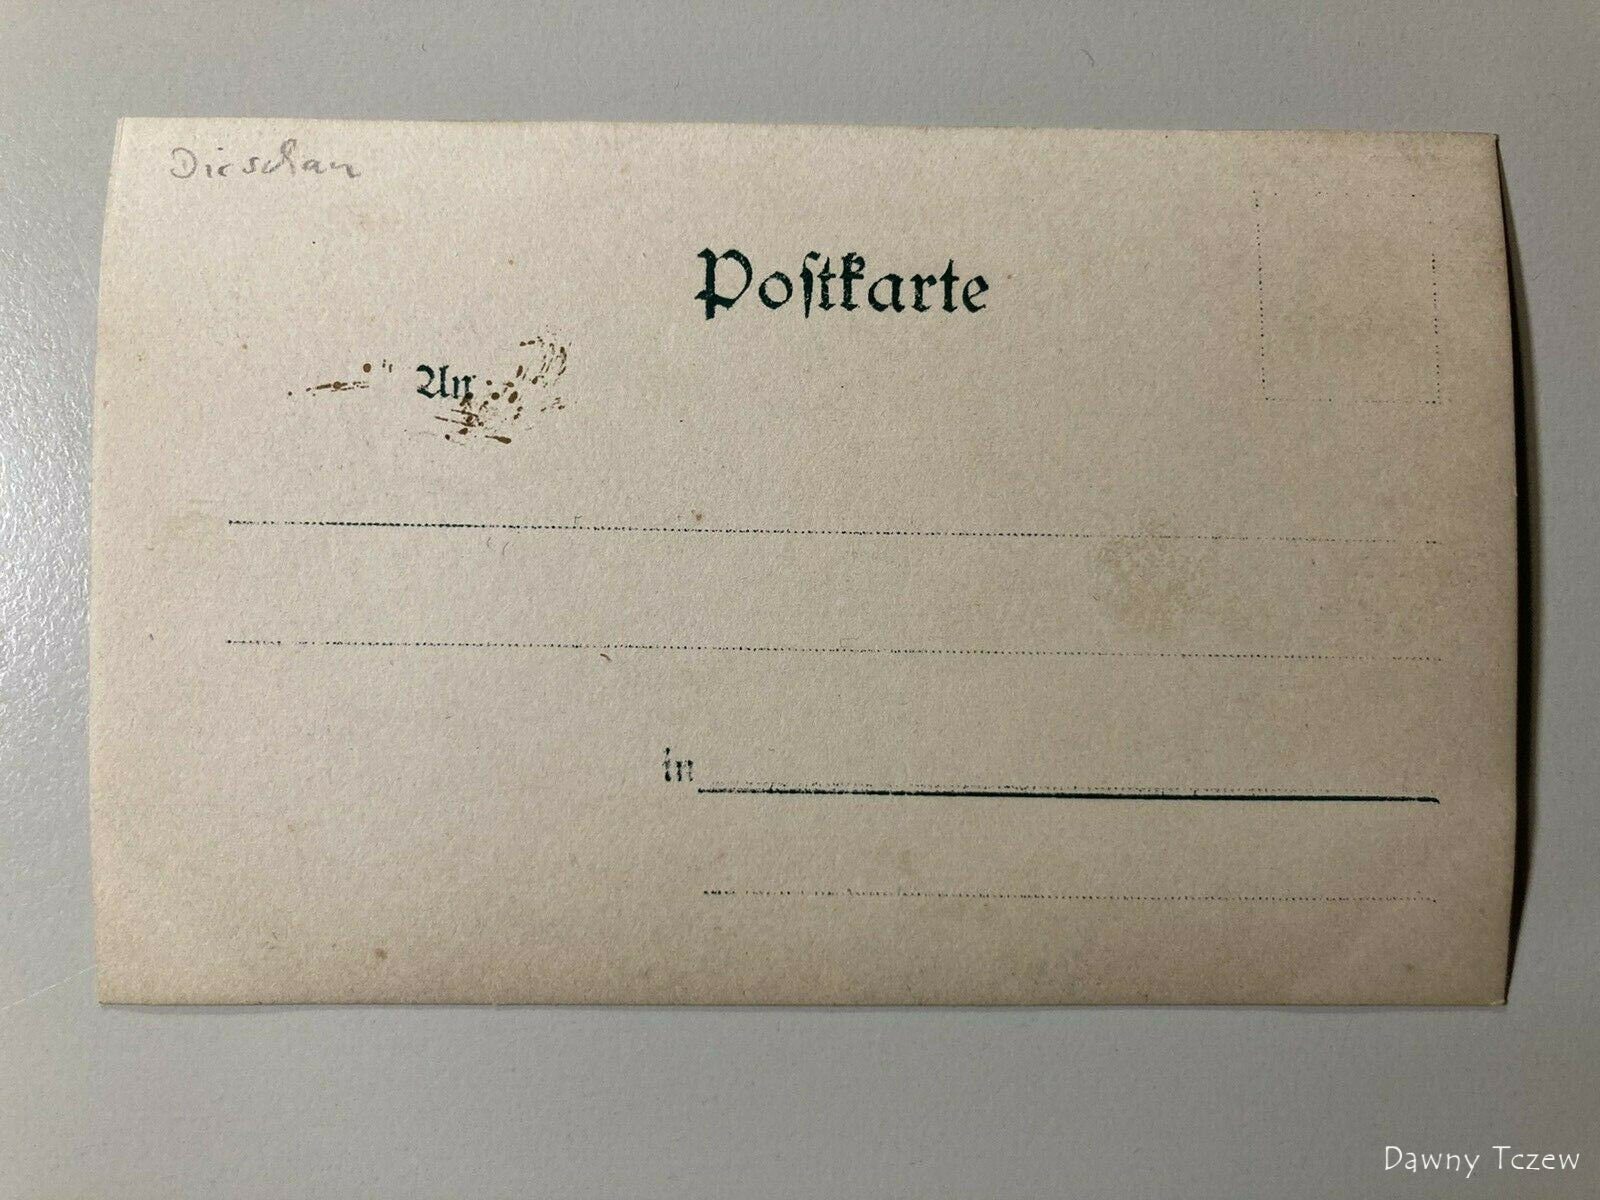 Dirschau
Postkarte
An
in
Dawny Tczew